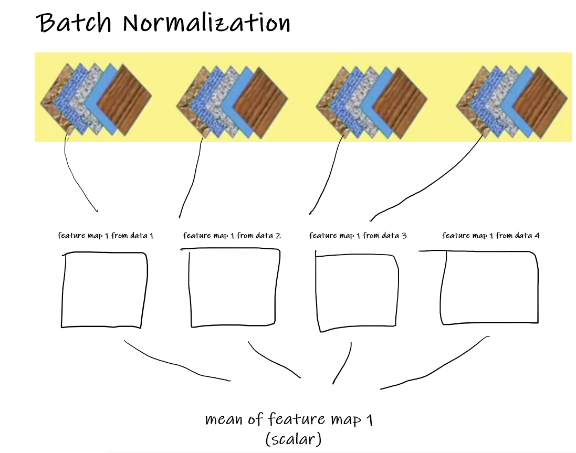 Batch Normalization
feature map 1 from data 1
feature map 1 from data 2
feature map 1 from data 3
feature map 1 from data 4
mean of feature map 1
(scalar)